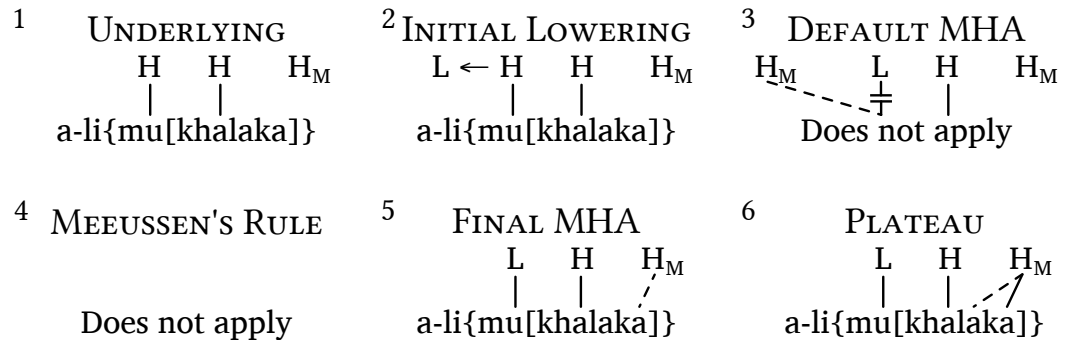 1 UNDERLYING
H H H_M
a-li{mu[khalaka]}
2 INITIAL LOWERING
L ← H H H_M
a-li{mu[khalaka]}
3 DEFAULT MHA
H_M L H H_M
Does not apply
4 MEEUSSEN'S RULE
Does not apply
5 FINAL MHA
L H H_M
a-li{mu[khalaka]}
6 PLATEAU
L H H_M
a-li{mu[khalaka]}